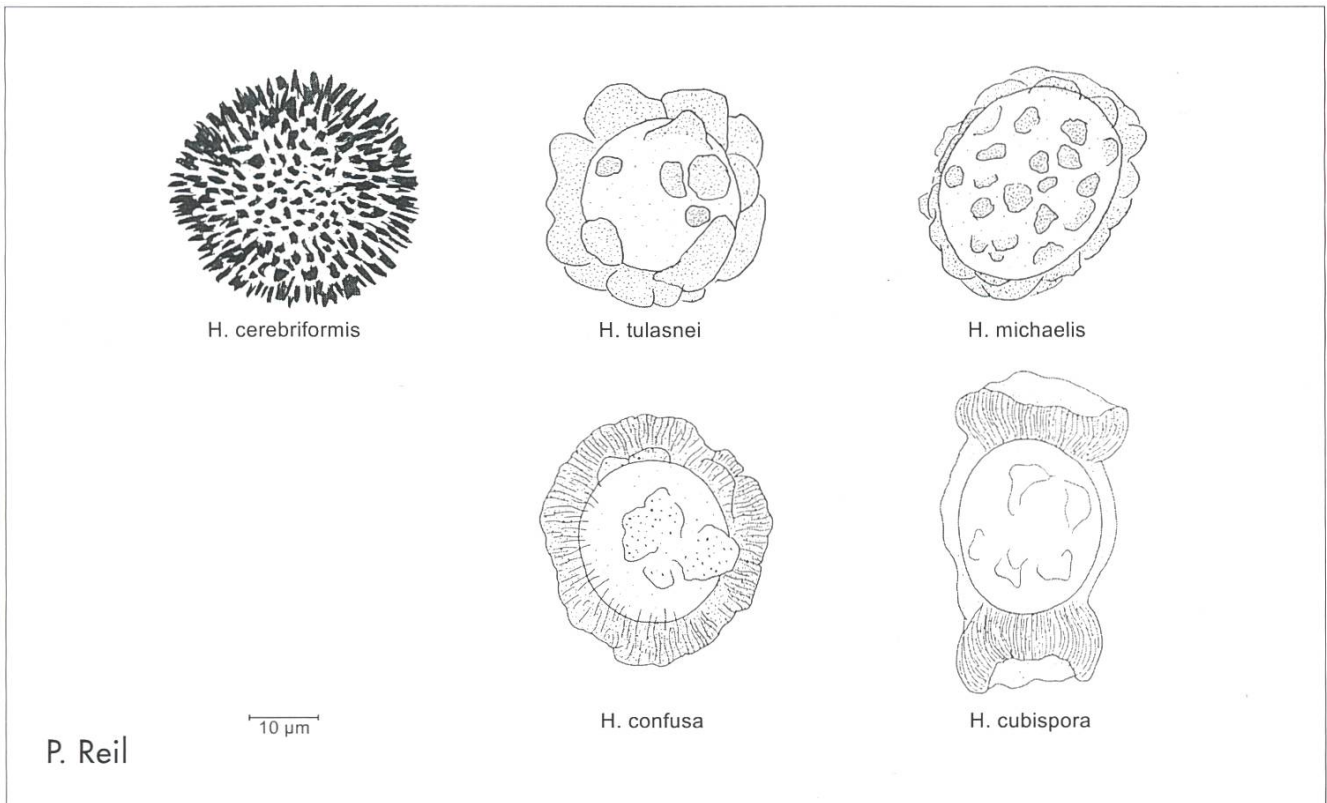 H. cerebriformis
H. tulasnei
H. michaelis
H. confusa
H. cubispora
10 µm
P. Reil